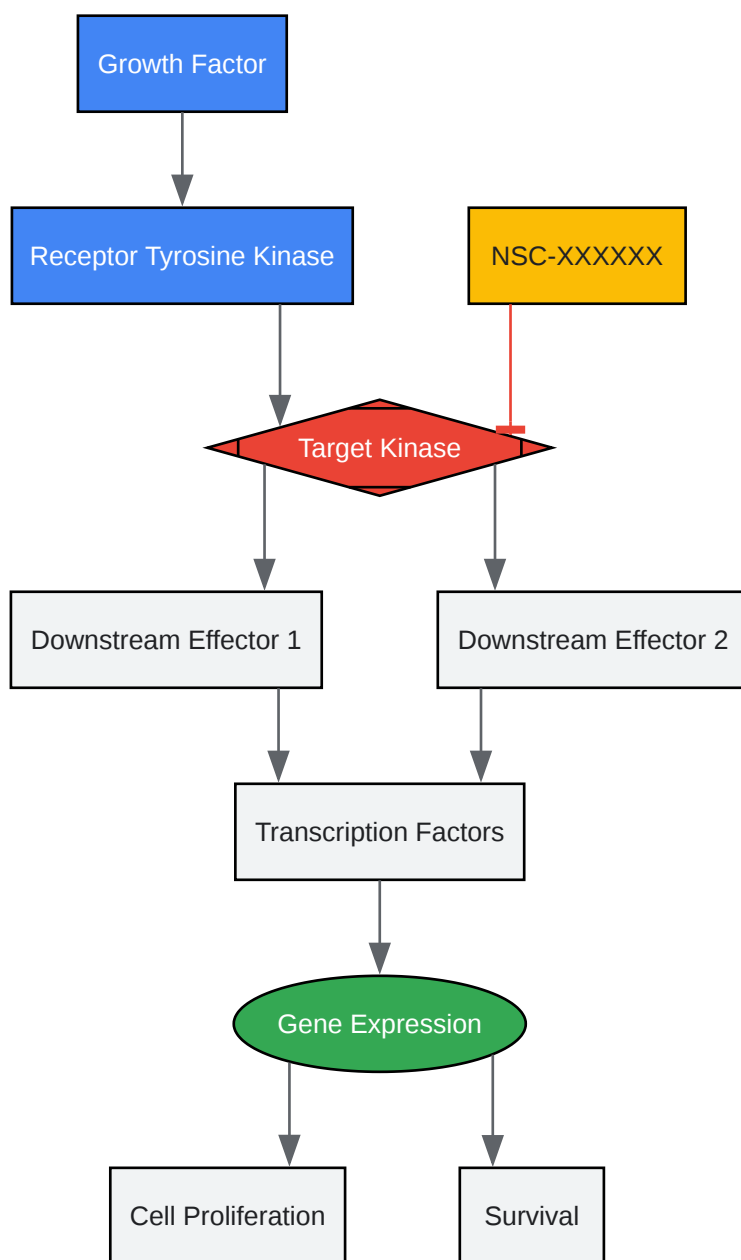 Growth Factor
Receptor Tyrosine Kinase
NSC-XXXXXX
Target Kinase
Downstream Effector 1
Downstream Effector 2
Transcription Factors
Gene Expression
Cell Proliferation
Survival